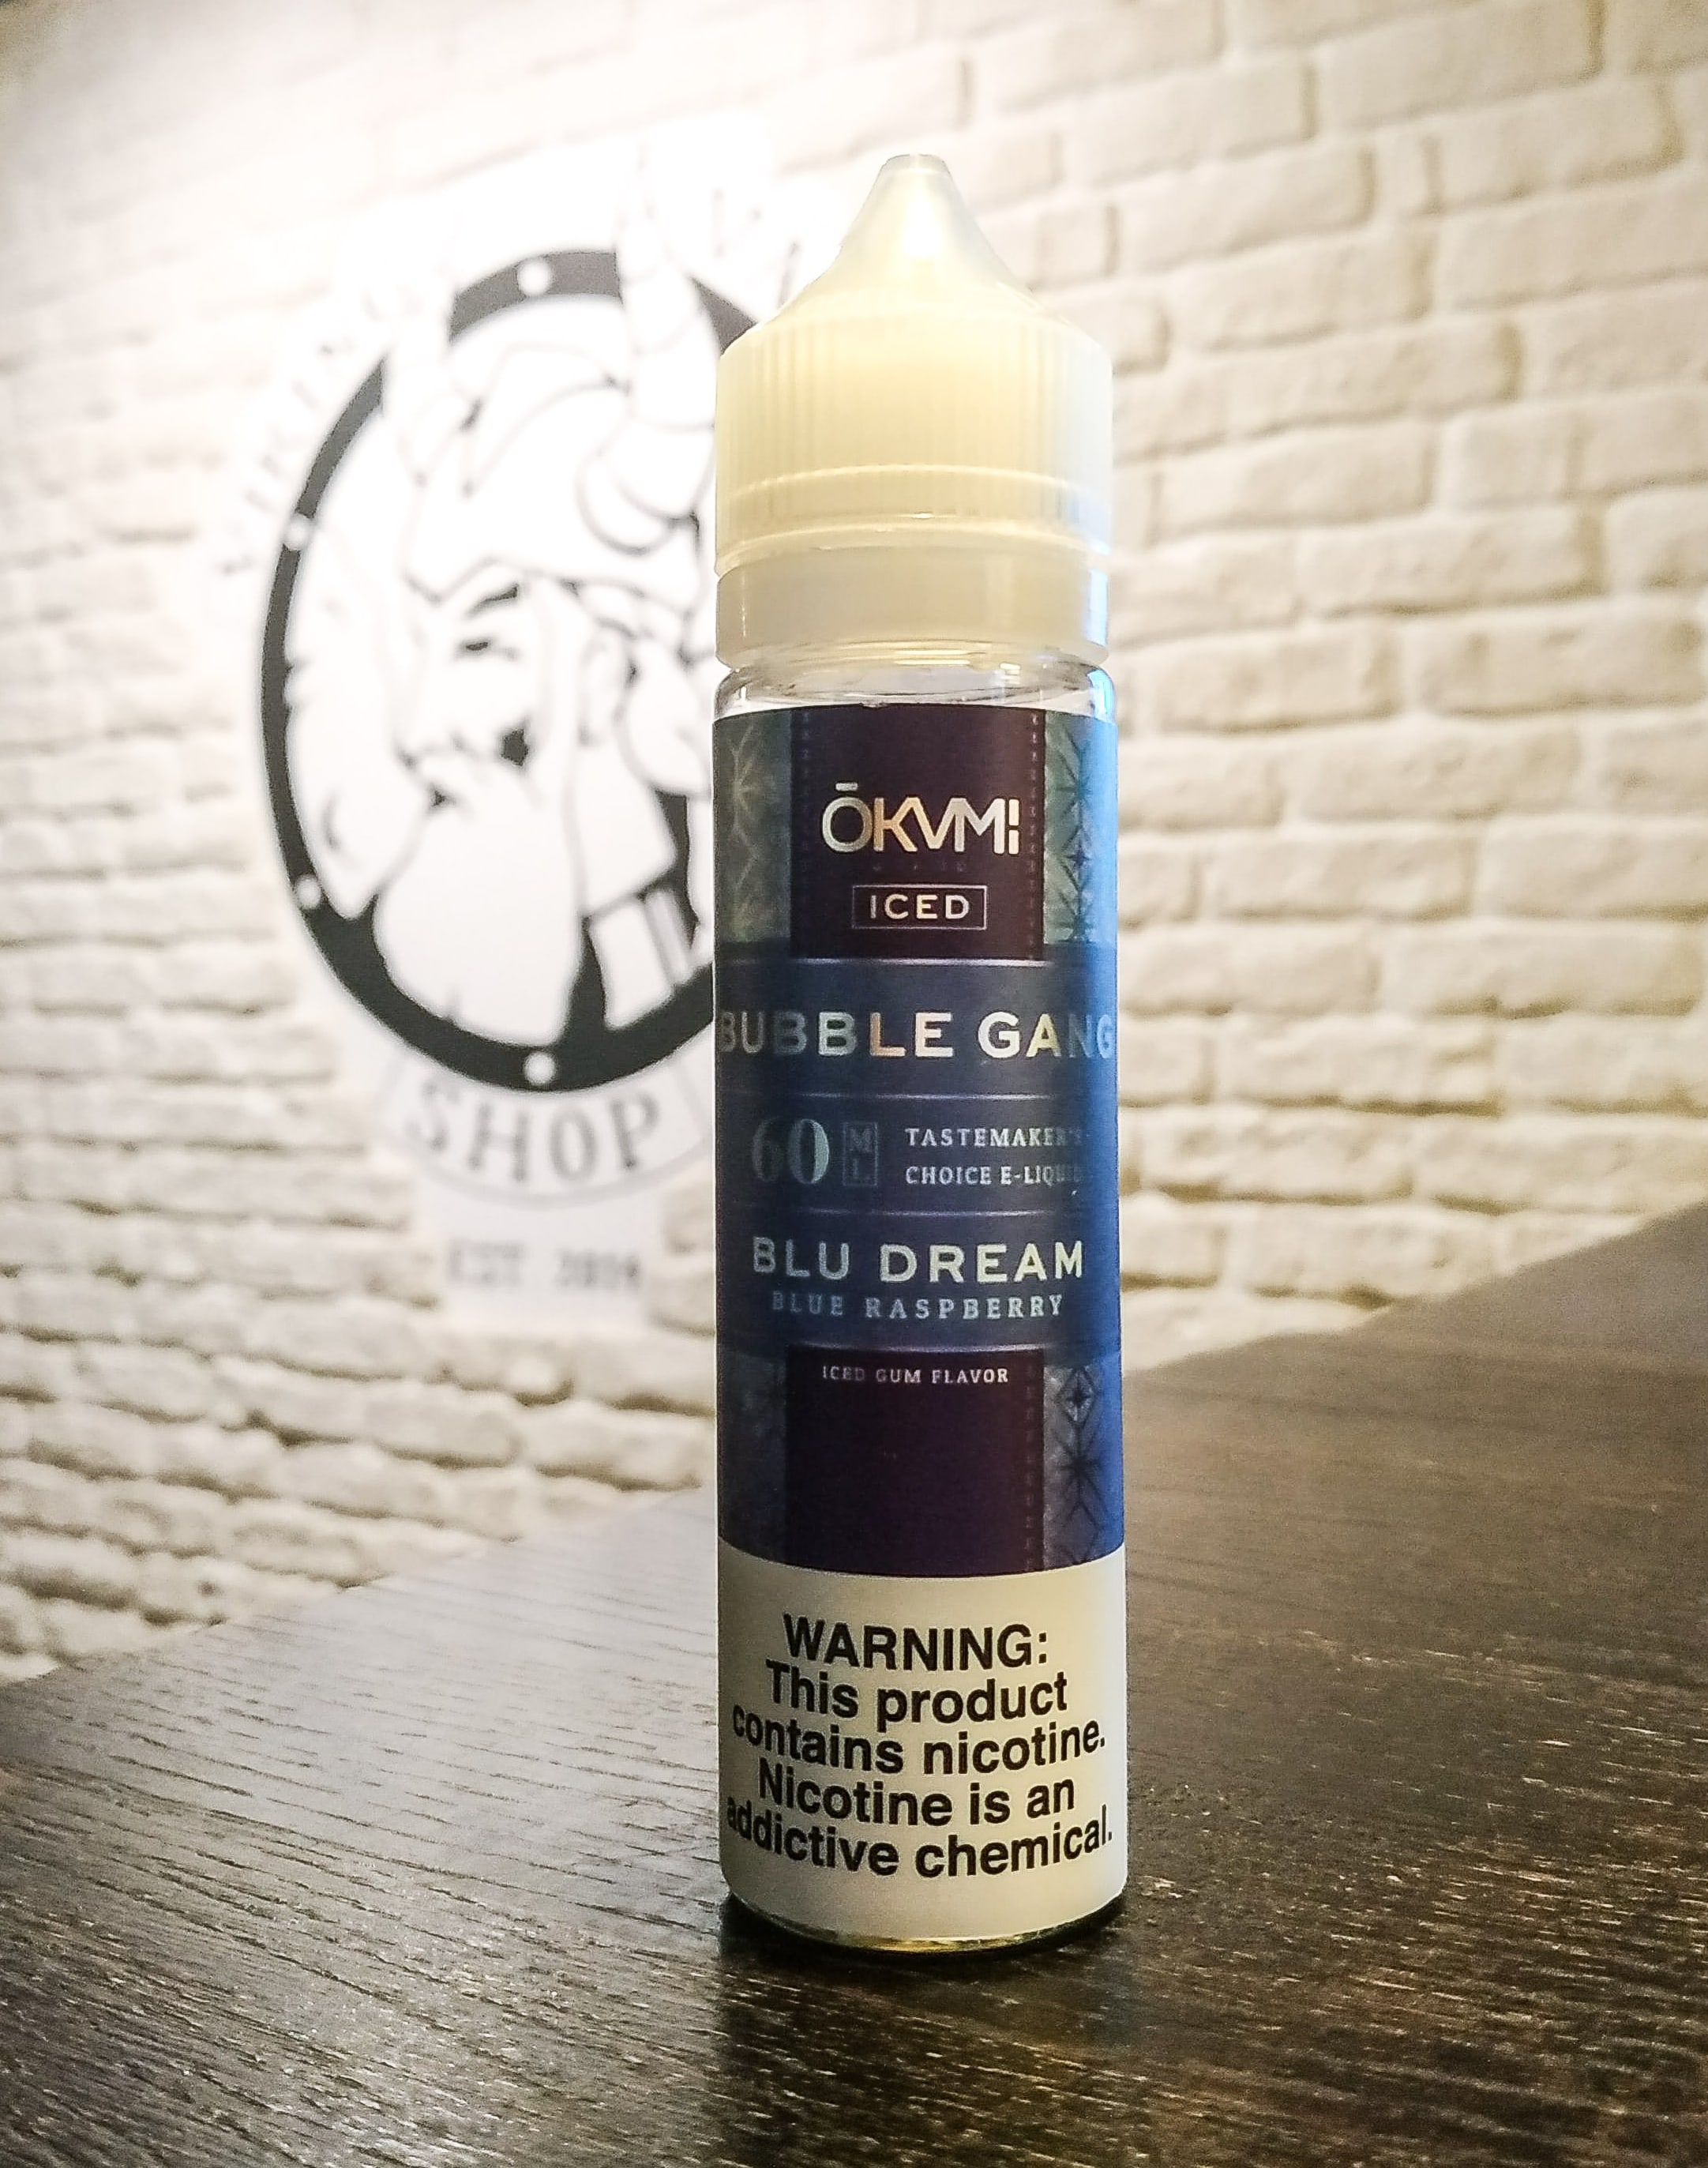 ŌKVMI
ICED
BUBBLE GANG
60 ML
TASTEMAKER'S
CHOICE E-LIQUID
BLU DREAM
BLUE RASPBERRY
ICED GUM FLAVOR
WARNING:
This product
contains nicotine.
Nicotine is an
addictive chemical.
SHOP
EST